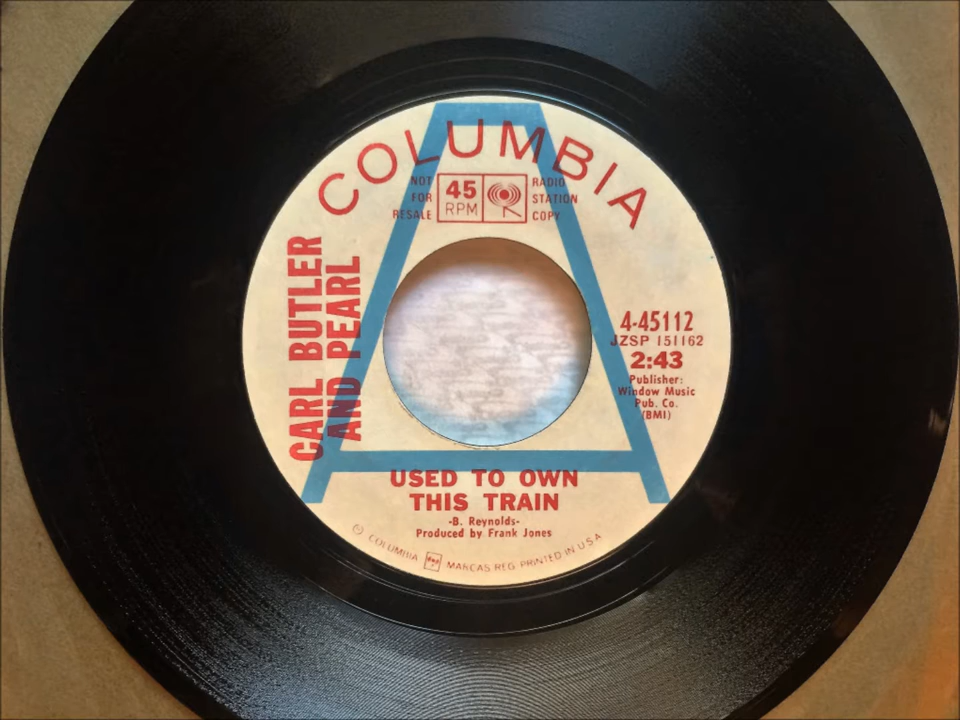 COLUMBIA
NOT
FOR
RESALE
45
RPM
RADIO
STATION
COPY
CARL BUTLER
AND PEARL
4-45112
JZSP 151162
2:43
Publisher:
Window Music
Pub. Co.
(BMI)
A
USED TO OWN
THIS TRAIN
-B. Reynolds-
Produced by Frank Jones
Ⓟ COLUMBIA MARCAS REG. PRINTED IN U.S.A.